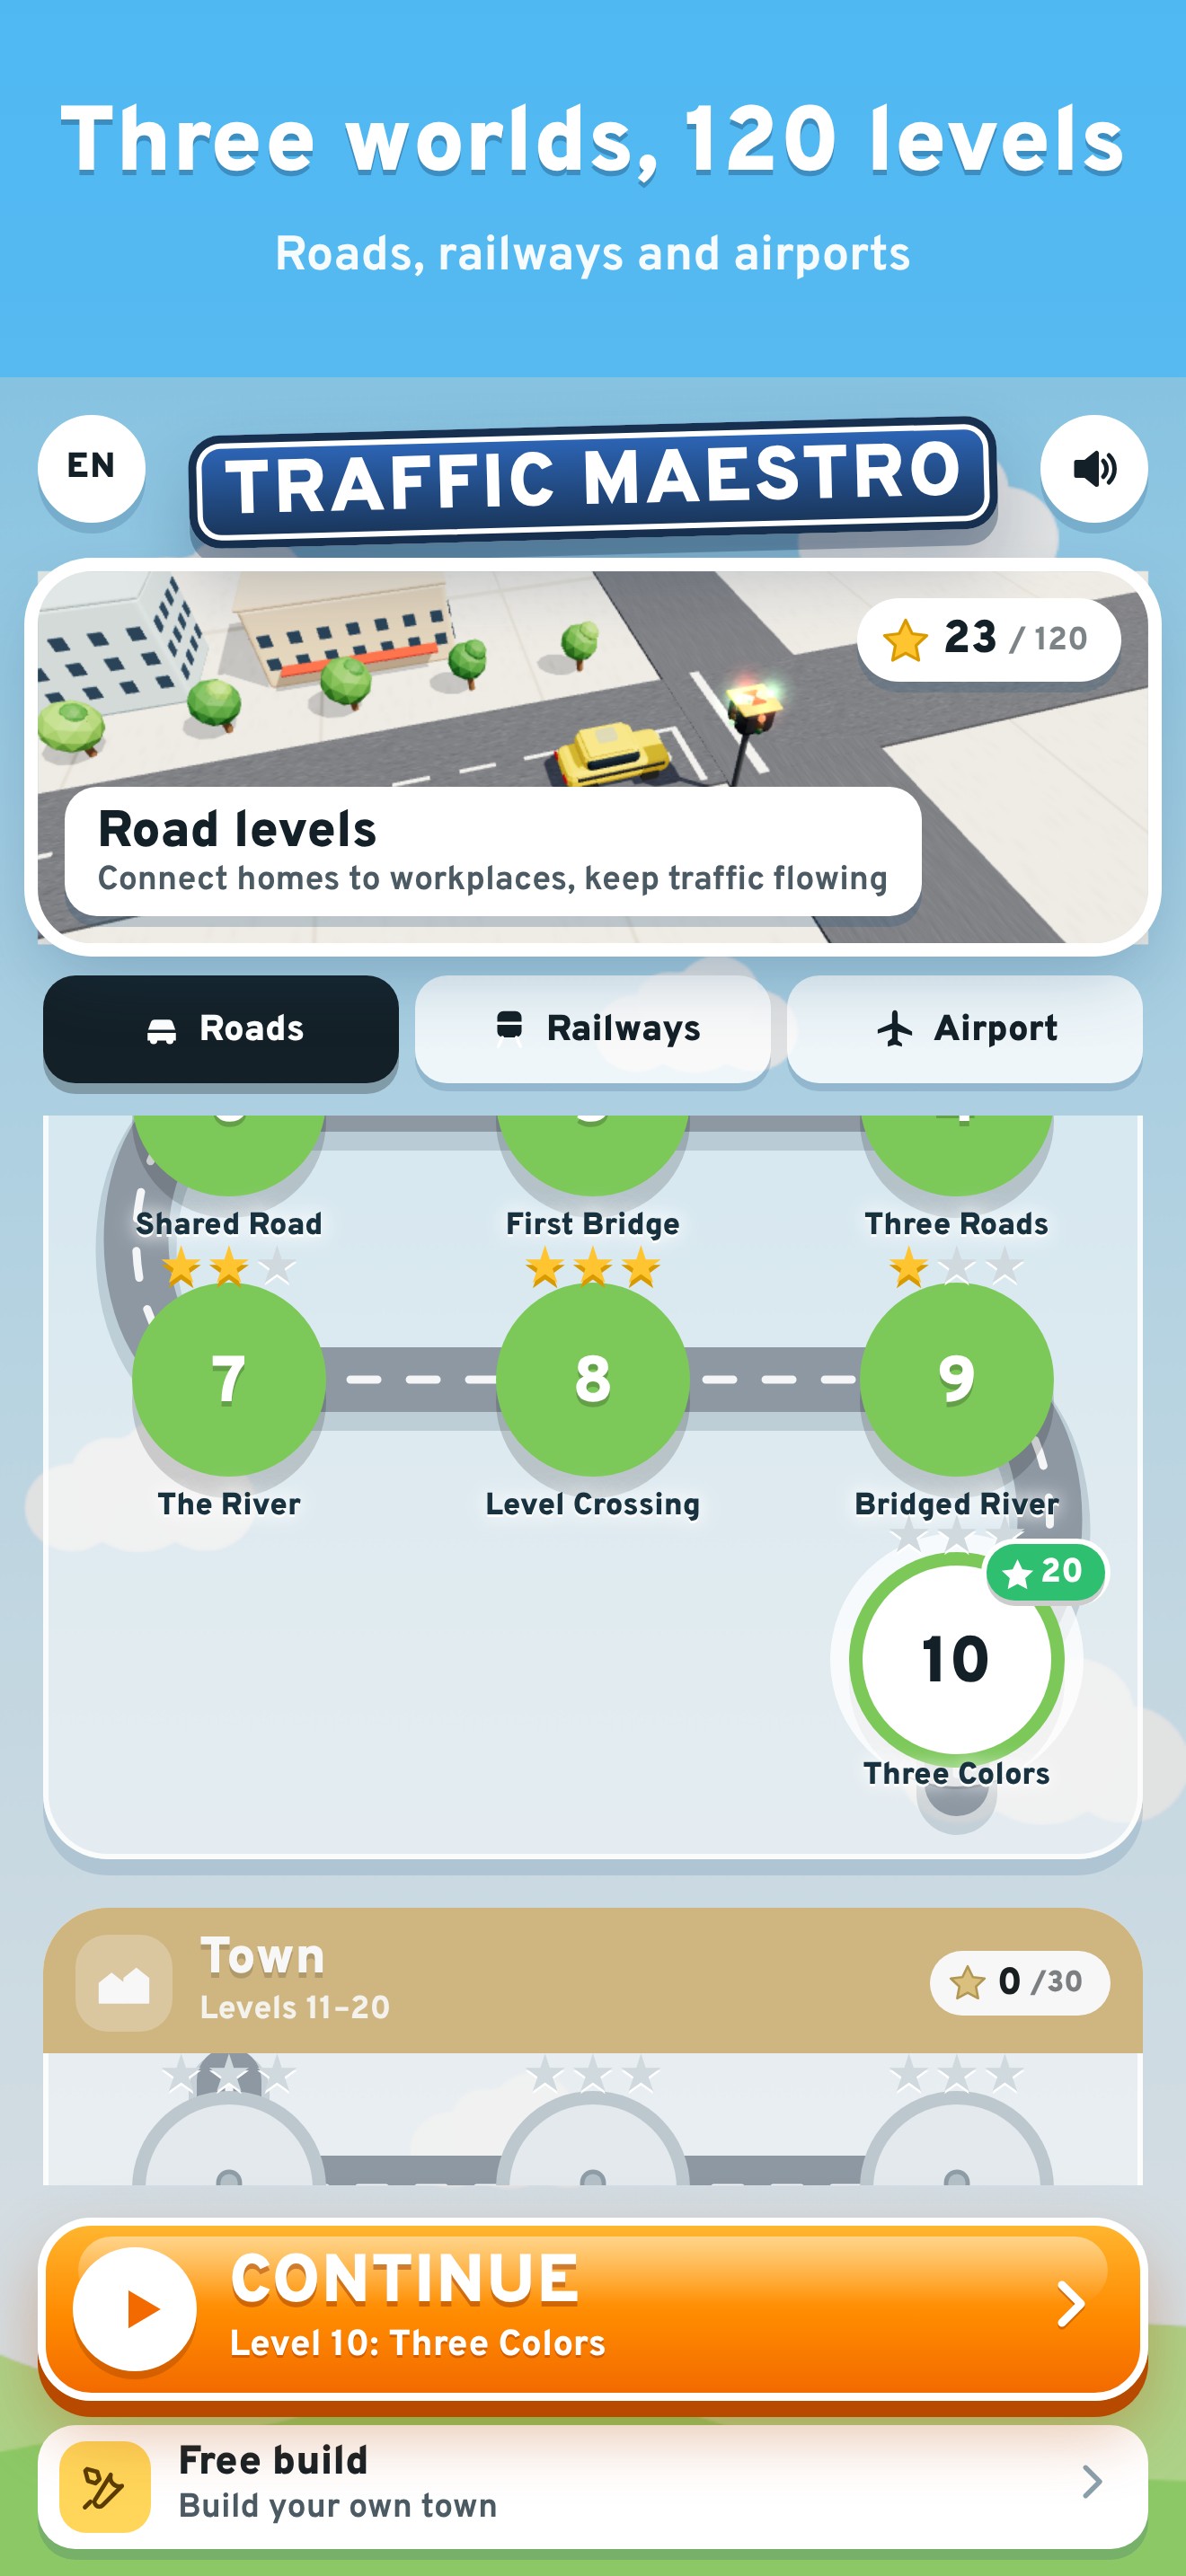 Three worlds, 120 levels
Roads, railways and airports
EN
TRAFFIC MAESTRO
23 / 120
Road levels
Connect homes to workplaces, keep traffic flowing
Roads
Railways
Airport
Shared Road
First Bridge
Three Roads
7
8
9
The River
Level Crossing
Bridged River
20
10
Three Colors
Town
Levels 11–20
0 /30
CONTINUE
Level 10: Three Colors
Free build
Build your own town